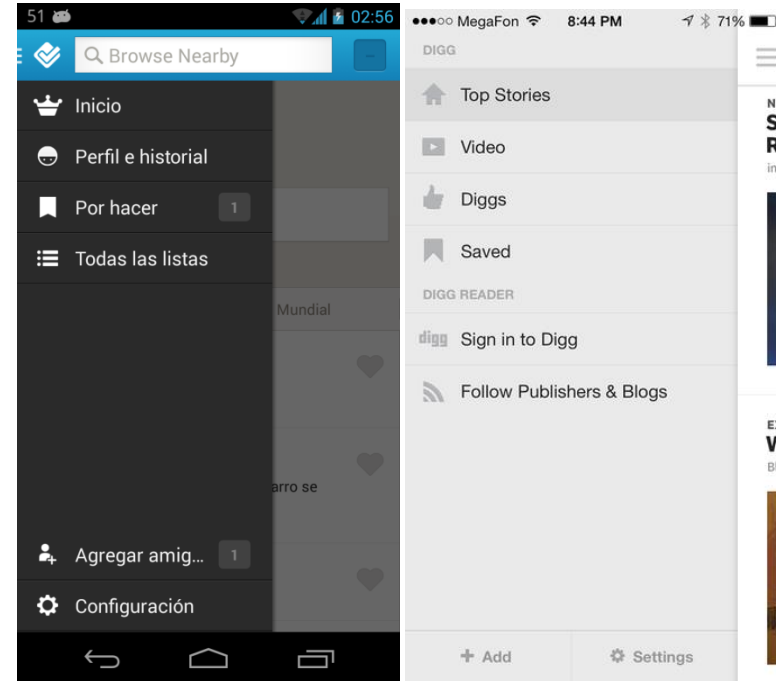 51
02:56
Browse Nearby
Inicio
Perfil e historial
Por hacer
1
Todas las listas
Mundial
arro se
Agregar amig...
1
Configuración
MegaFon
8:44 PM
71%
DIGG
Top Stories
Video
Diggs
Saved
DIGG READER
digg
Sign in to Digg
Follow Publishers & Blogs
+ Add
Settings
N
S
R
in
E
W
B